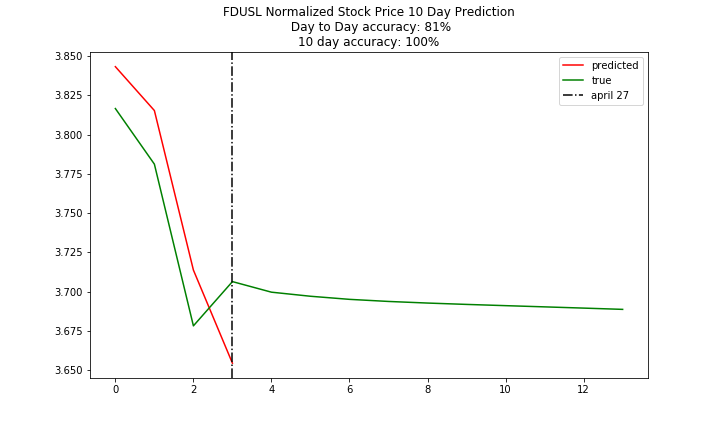 FDUSL Normalized Stock Price 10 Day Prediction
Day to Day accuracy: 81%
10 day accuracy: 100%
predicted
true
april 27
3.850
3.825
3.800
3.775
3.750
3.725
3.700
3.675
3.650
0 2 4 6 8 10 12